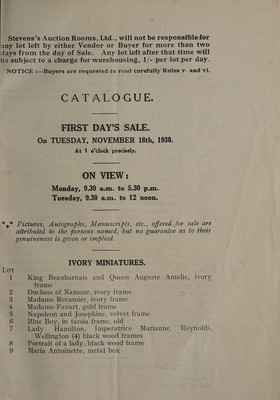 Stevens's Auction Rooms, Ltd., will not be responsible for
any lot left by either Vendor or Buyer for more than two
days from the day of Sale. Any lot left after that time will
be subject to a charge for warehousing, 1/- per lot per day.
NOTICE :—Buyers are requested to read carefully Rules v. and vi.
CATALOGUE.
FIRST DAY'S SALE.
On TUESDAY, NOVEMBER 18th, 1930.
At 1 o'clock precisely.
ON VIEW :
Monday, 9.30 a.m. to 5.30 p.m.
Tuesday, 9.30 a.m. to 12 noon.
*** Pictures, Autographs, Manuscripts, etc., offered for sale are
attributed to the persons named, but no guarantee as to their
genuineness is given or implied.
IVORY MINIATURES.
Lot
1 King Beauharnais and Queen Auguste Amalie, ivory
frame
2 Duchess of Namour, ivory frame
3 Madame Recamier, ivory frame
4 Madame Favart, gold frame
5 Napoleon and Josephine, velvet frame
6 Blue Boy, in tarsia frame, old
7 Lady Hamilton, Imperatrice Marianne, Reynolds,
Wellington (4) black wood frames
8 Portrait of a lady, black wood frame
9 Maria Antoinette, metal box